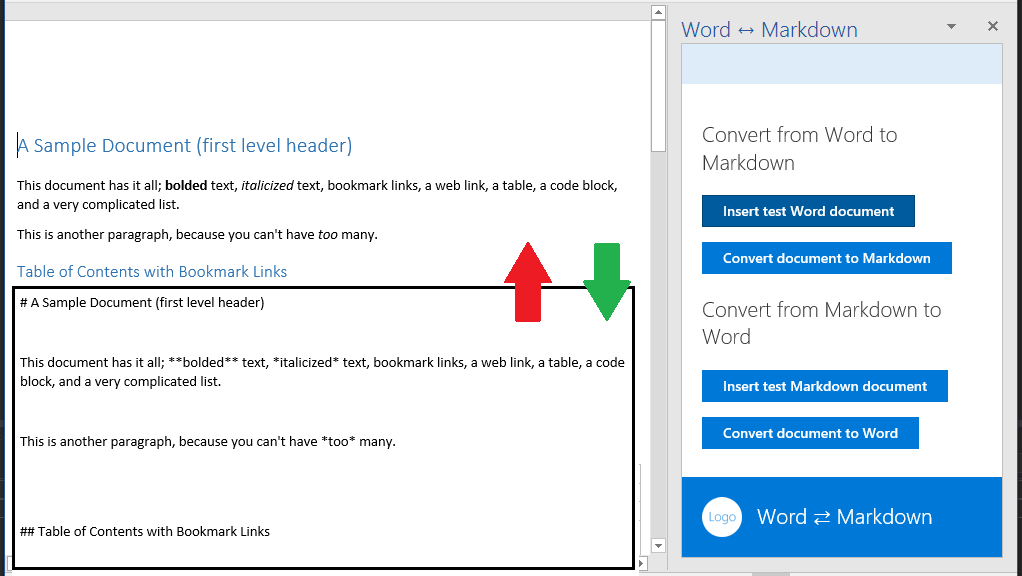 A Sample Document (first level header)
This document has it all; bolded text, italicized text, bookmark links, a web link, a table, a code block,
and a very complicated list.
This is another paragraph, because you can't have too many.
Table of Contents with Bookmark Links
# A Sample Document (first level header)
This document has it all; **bolded** text, *italicized* text, bookmark links, a web link, a table, a code
block, and a very complicated list.
This is another paragraph, because you can't have *too* many.
## Table of Contents with Bookmark Links
Word ↔ Markdown
Convert from Word to
Markdown
Insert test Word document
Convert document to Markdown
Convert from Markdown to
Word
Insert test Markdown document
Convert document to Word
Logo
Word ⇄ Markdown